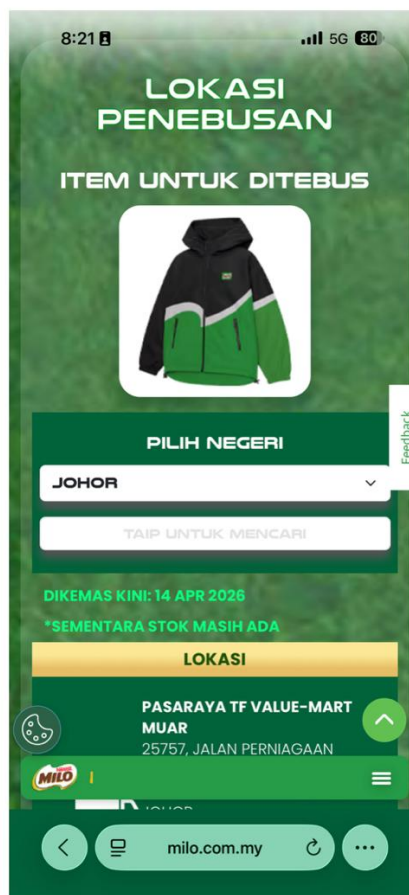 8:21
5G 80
LOKASI
PENEBUSAN
ITEM UNTUK DITEBUS
Feedback
PILIH NEGERI
JOHOR
TAIP UNTUK MENCARI
DIKEMAS KINI: 14 APR 2026
*SEMENTARA STOK MASIH ADA
LOKASI
PASARAYA TF VALUE-MART
MUAR
25757, JALAN PERNIAGAAN
MILO
JOHOR
milo.com.my